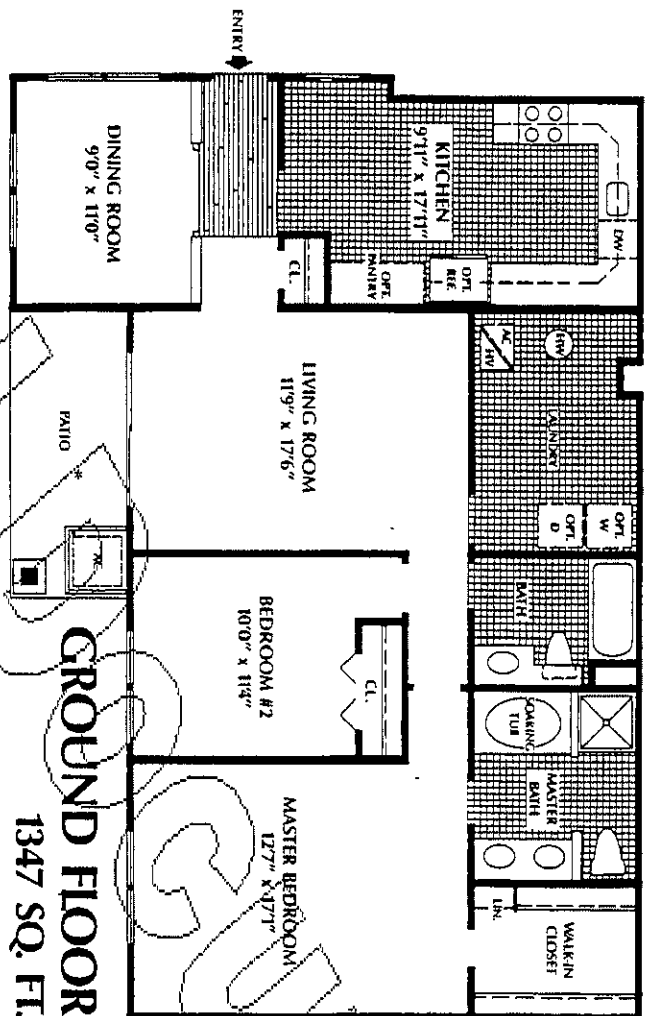 ENTRY
DINING ROOM
9'0" x 11'0"
KITCHEN
9'11" x 17'11"
DW
OPT.
REF.
OPT.
PANTRY
CL.
LIVING ROOM
11'9" x 17'6"
PATIO
*
AC
AC
HV
HW
LAUNDRY
OPT.
W
OPT.
D
BATH
BEDROOM #2
10'0" x 11'4"
CL.
SOAKING
TUB
MASTER
BATH
MASTER BEDROOM
12'7" x 17'1"
LIN.
WALK-IN
CLOSET
GROUND FLOOR
1347 SQ. FT.